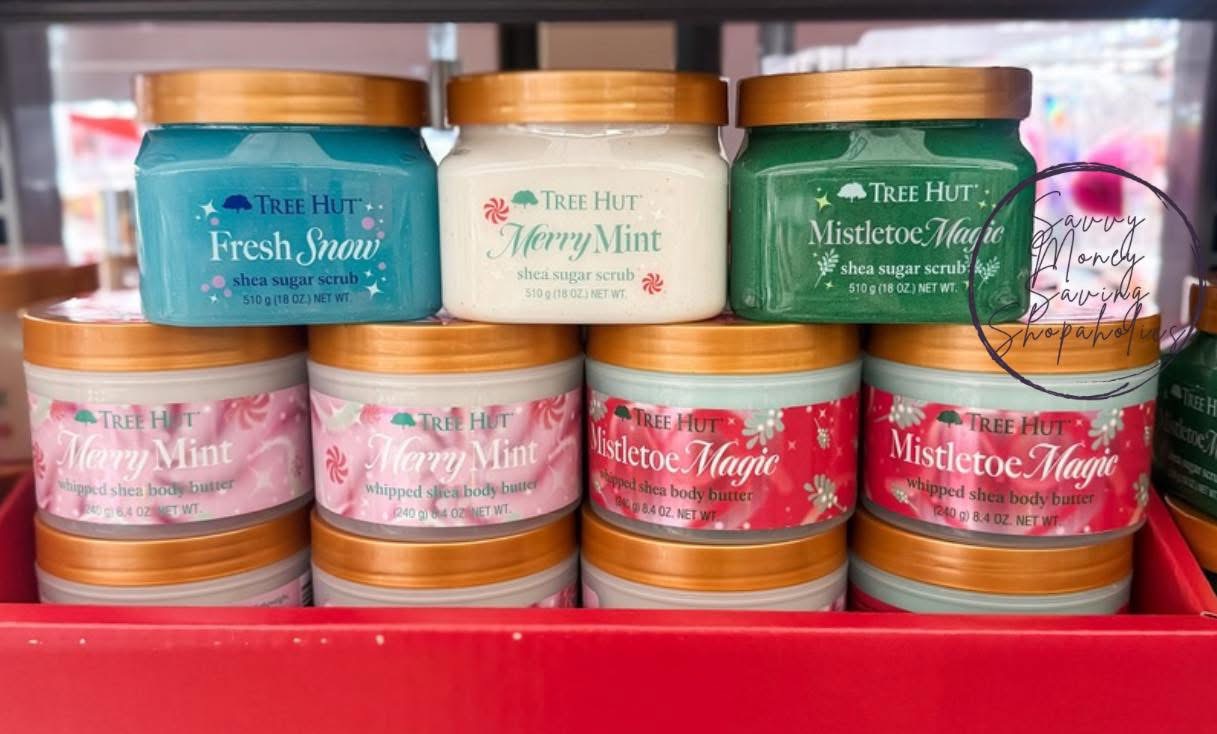 TREE HUT
Fresh Snow
shea sugar scrub
510 g (18 OZ.) NET WT.
TREE HUT
Merry Mint
shea sugar scrub
510 g (18 OZ.) NET WT.
TREE HUT
Mistletoe Magic
shea sugar scrub
510 g (18 OZ.) NET WT.
Savvy
Money
Saving
Shopaholics
TREE HUT
Merry Mint
whipped shea body butter
(240 g) 8.4 OZ. NET WT.
TREE HUT
Merry Mint
whipped shea body butter
(240 g) 8.4 OZ. NET WT.
TREE HUT
Mistletoe Magic
whipped shea body butter
(240 g) 8.4 OZ. NET WT.
TREE HUT
Mistletoe Magic
whipped shea body butter
(240 g) 8.4 OZ. NET WT.